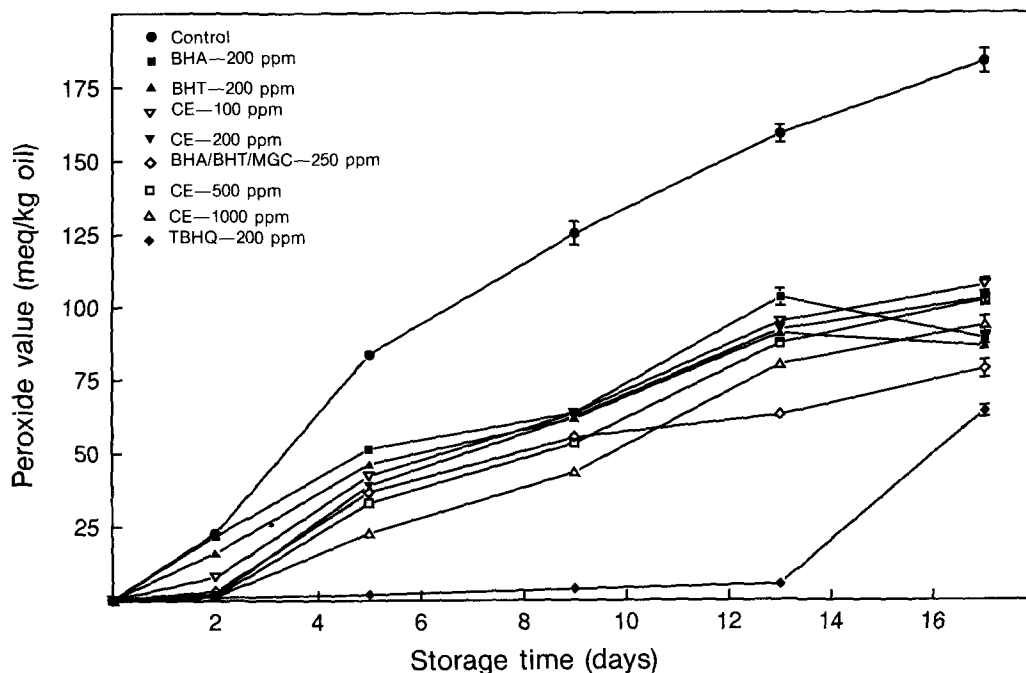 Control
BHA—200 ppm
BHT—200 ppm
CE—100 ppm
CE—200 ppm
BHA/BHT/MGC—250 ppm
CE—500 ppm
CE—1000 ppm
TBHQ—200 ppm
Peroxide value (meq/kg oil)
175
150
125
100
75
50
25
2 4 6 8 10 12 14 16
Storage time (days)